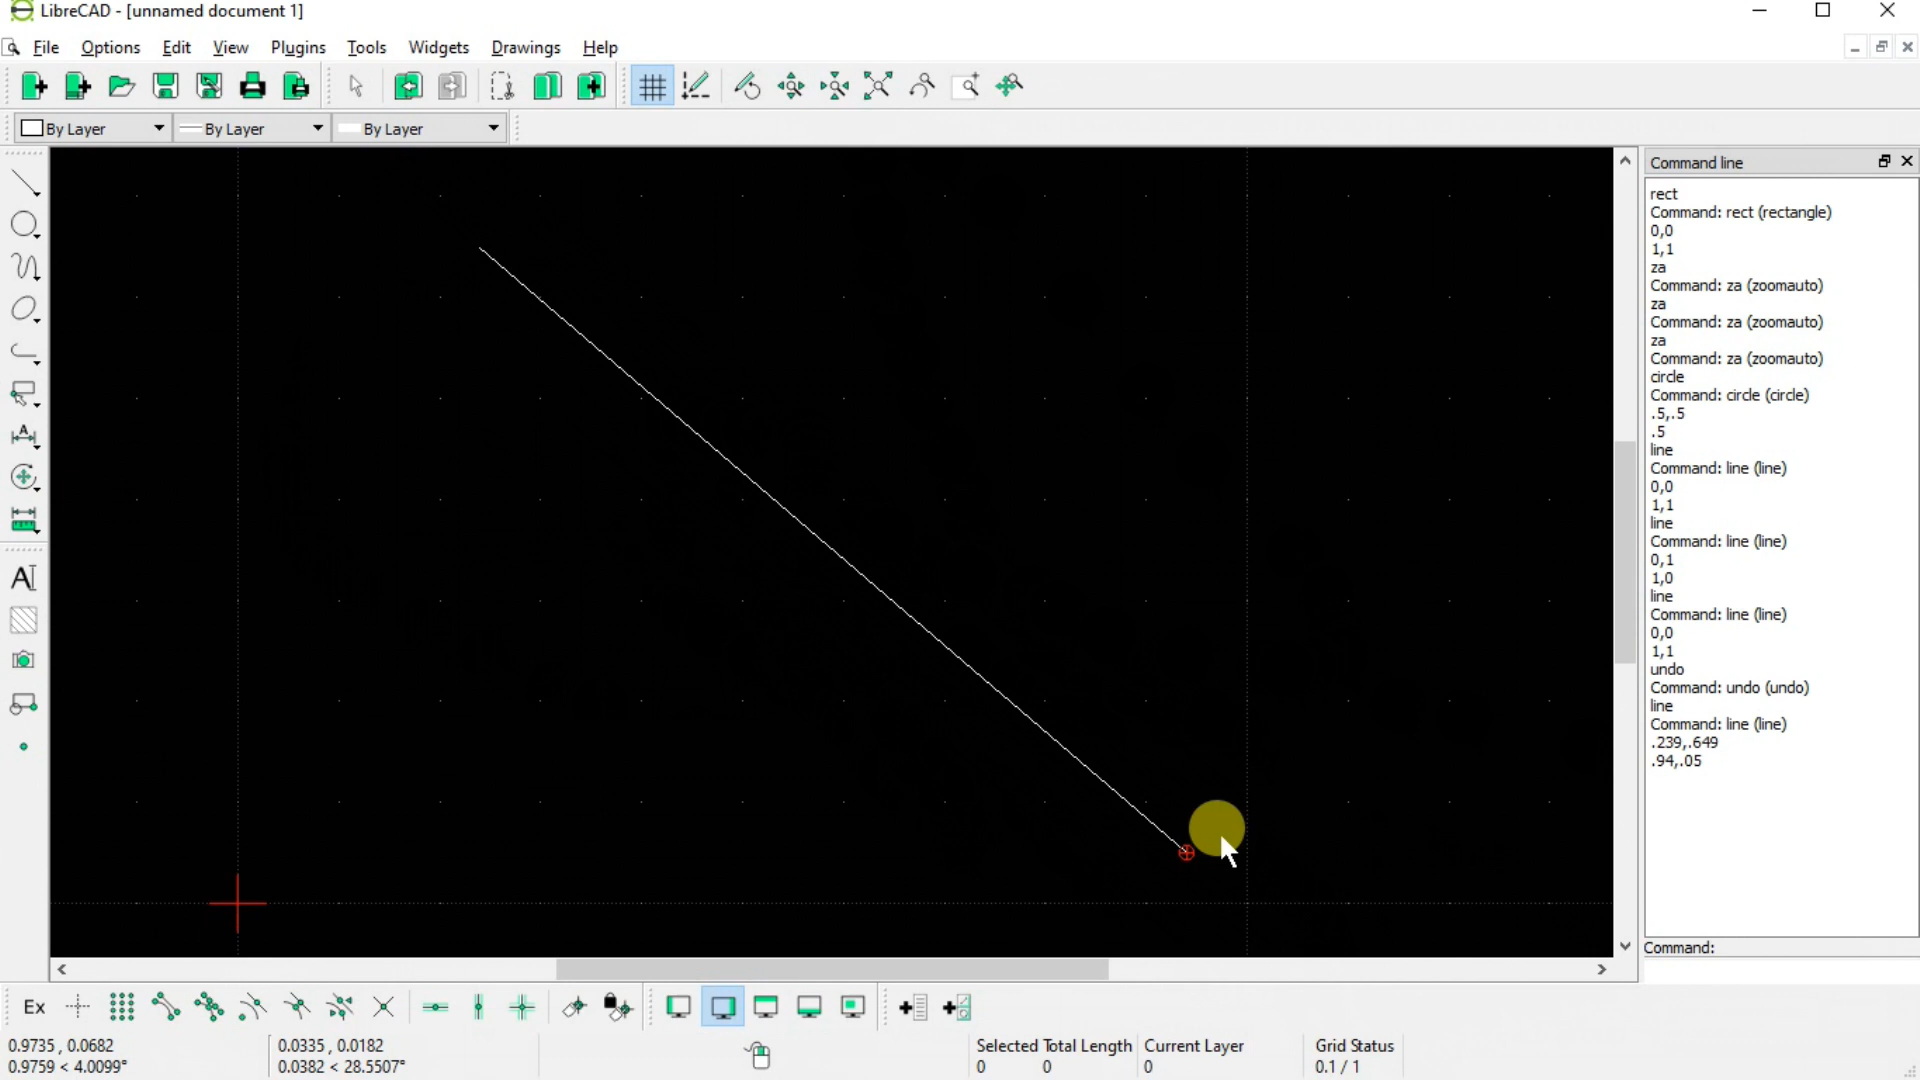 LibreCAD - [unnamed document 1]
File Options Edit View Plugins Tools Widgets Drawings Help
By Layer By Layer By Layer
Command line
rect
Command: rect (rectangle)
0,0
1,1
za
Command: za (zoomauto)
za
Command: za (zoomauto)
za
Command: za (zoomauto)
circle
Command: circle (circle)
.5,.5
.5
line
Command: line (line)
0,0
1,1
line
Command: line (line)
0,1
1,0
line
Command: line (line)
0,0
1,1
undo
Command: undo (undo)
line
Command: line (line)
.239,.649
.94,.05
Command:
A
A
Ex
0.9735 , 0.0682
0.9759 < 4.0099°
0.0335 , 0.0182
0.0382 < 28.5507°
Selected Total Length
0 0
Current Layer
0
Grid Status
0.1 / 1